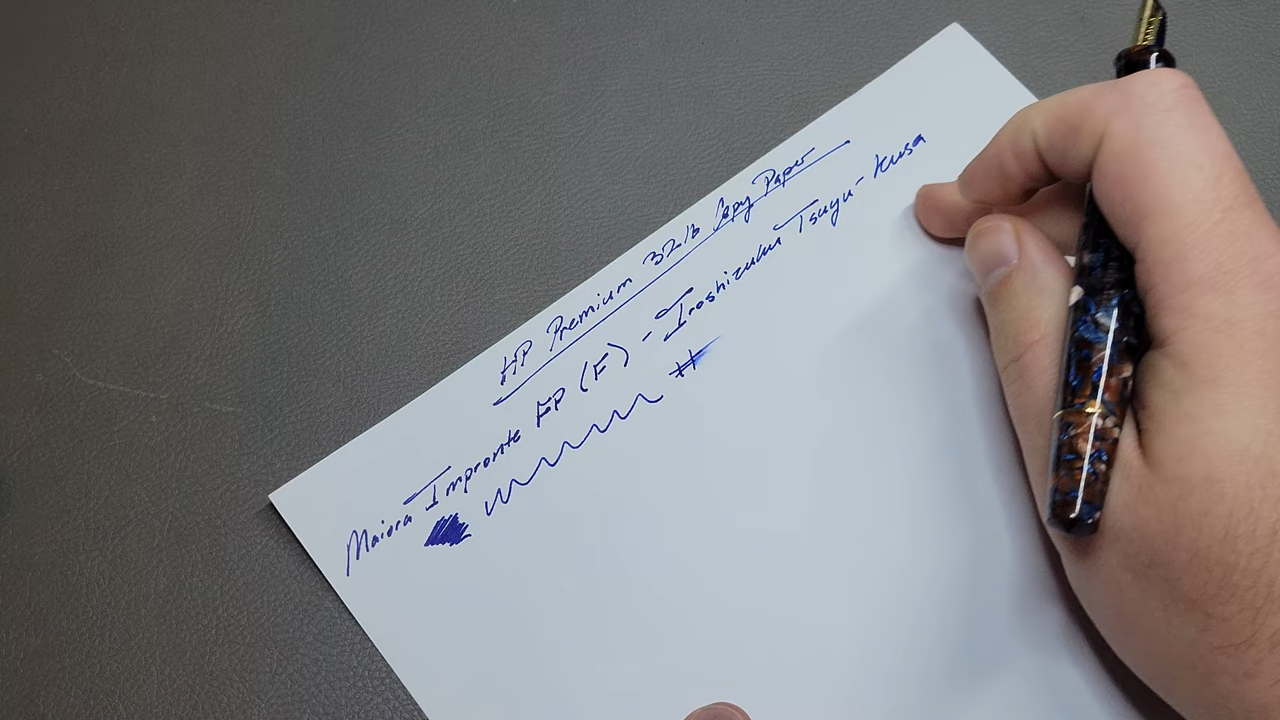 HP Premium 32lb Copy Paper
Maiora Impronte FP (F) - Iroshizuku Tsuyu-kusa
#